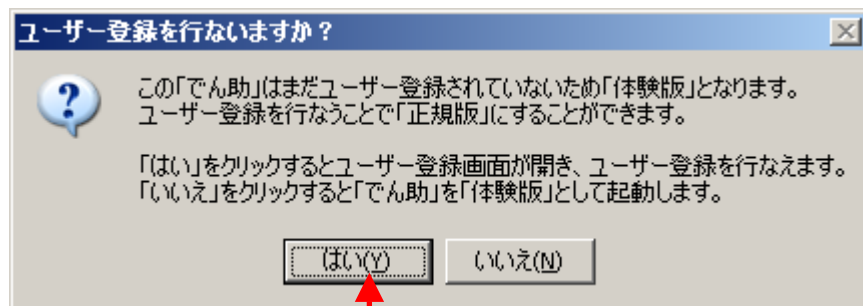 ユーザー登録を行ないますか？
この「でん助」はまだユーザー登録されていないため「体験版」となります。
ユーザー登録を行なうことで「正規版」にすることができます。
「はい」をクリックするとユーザー登録画面が開き、ユーザー登録を行なえます。
「いいえ」をクリックすると「でん助」を「体験版」として起動します。
はい(Y)
いいえ(N)